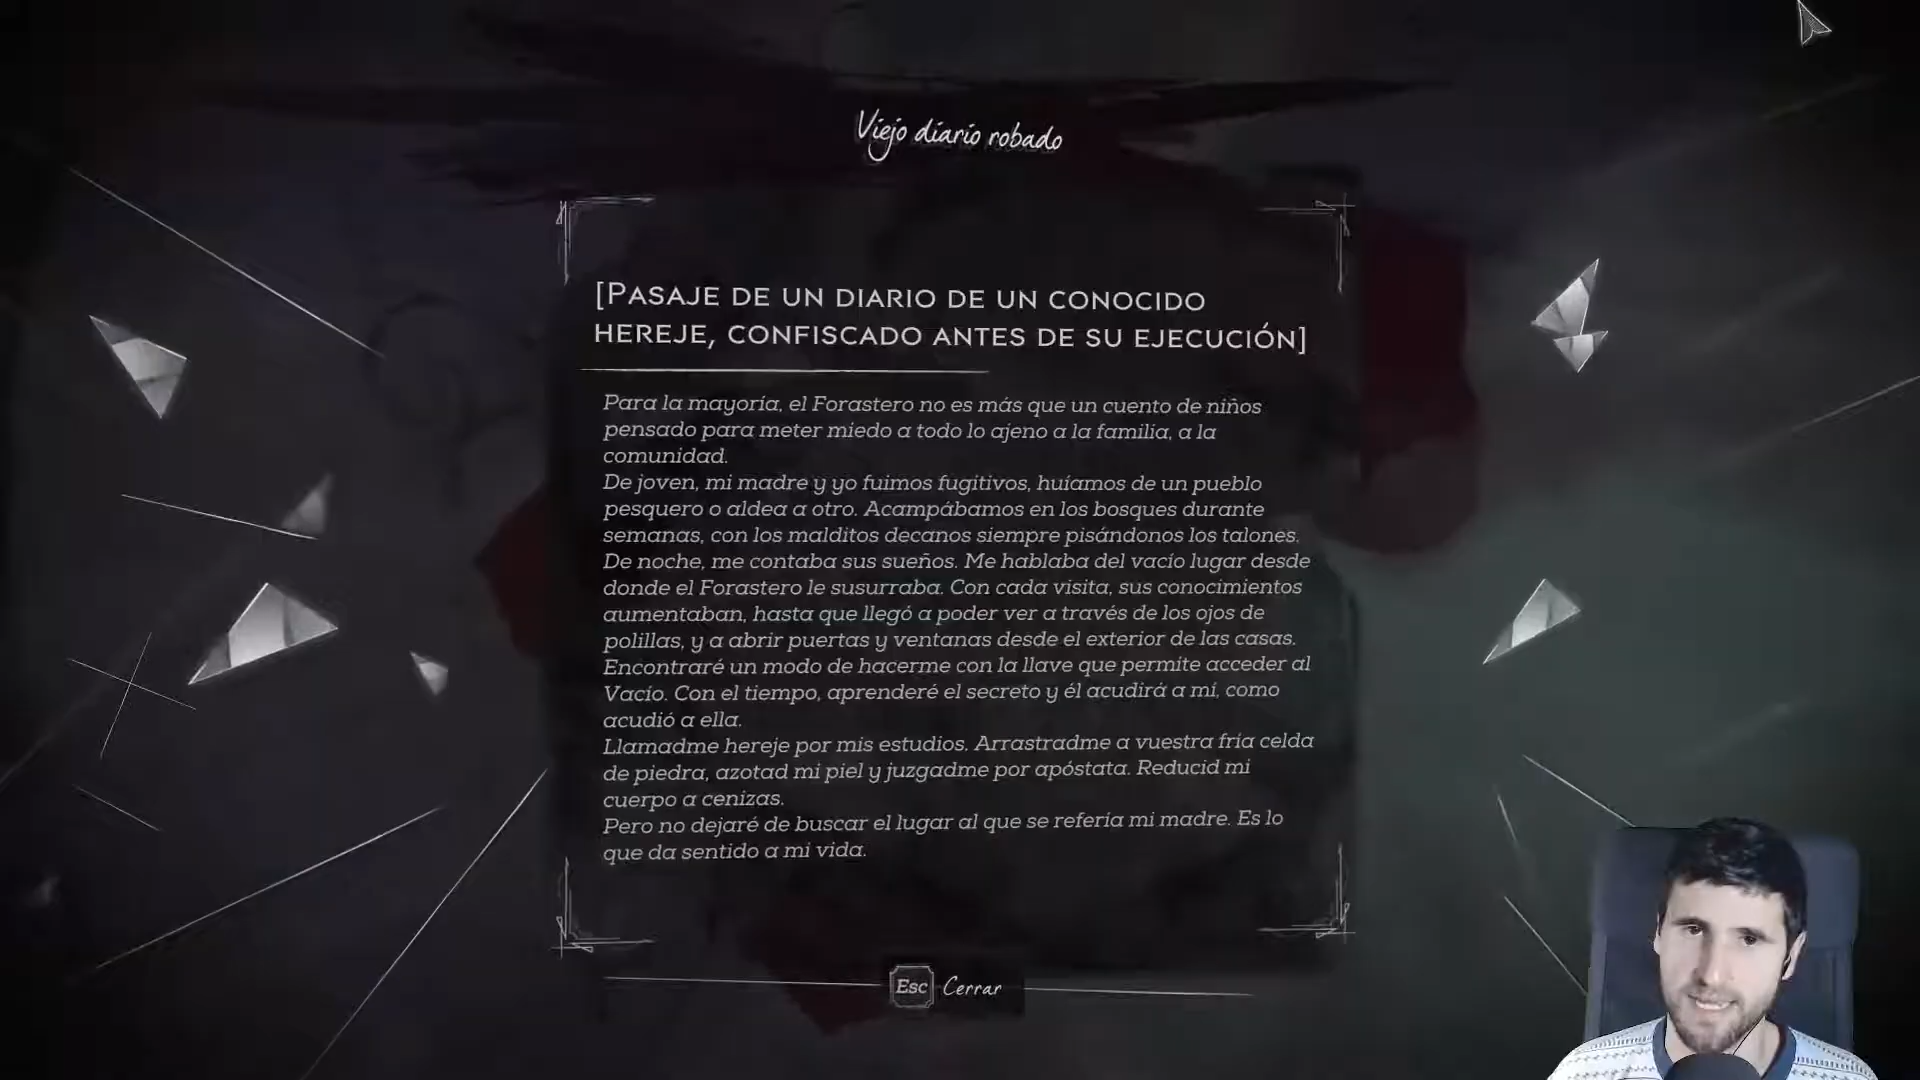 Viejo diario robado
[Pasaje de un diario de un conocido
hereje, confiscado antes de su ejecución]
Para la mayoría, el Forastero no es más que un cuento de niños
pensado para meter miedo a todo lo ajeno a la familia, a la
comunidad.
De joven, mi madre y yo fuimos fugitivos, huíamos de un pueblo
pesquero o aldea a otro. Acampábamos en los bosques durante
semanas, con los malditos decanos siempre pisándonos los talones.
De noche, me contaba sus sueños. Me hablaba del vacío lugar desde
donde el Forastero le susurraba. Con cada visita, sus conocimientos
aumentaban, hasta que llegó a poder ver a través de los ojos de
polillas, y a abrir puertas y ventanas desde el exterior de las casas.
Encontraré un modo de hacerme con la llave que permite acceder al
Vacío. Con el tiempo, aprenderé el secreto y él acudirá a mí, como
acudió a ella.
Llamadme hereje por mis estudios. Arrastradme a vuestra fría celda
de piedra, azotad mi piel y juzgadme por apóstata. Reducid mi
cuerpo a cenizas.
Pero no dejaré de buscar el lugar al que se refería mi madre. Es lo
que da sentido a mi vida.
Esc Cerrar